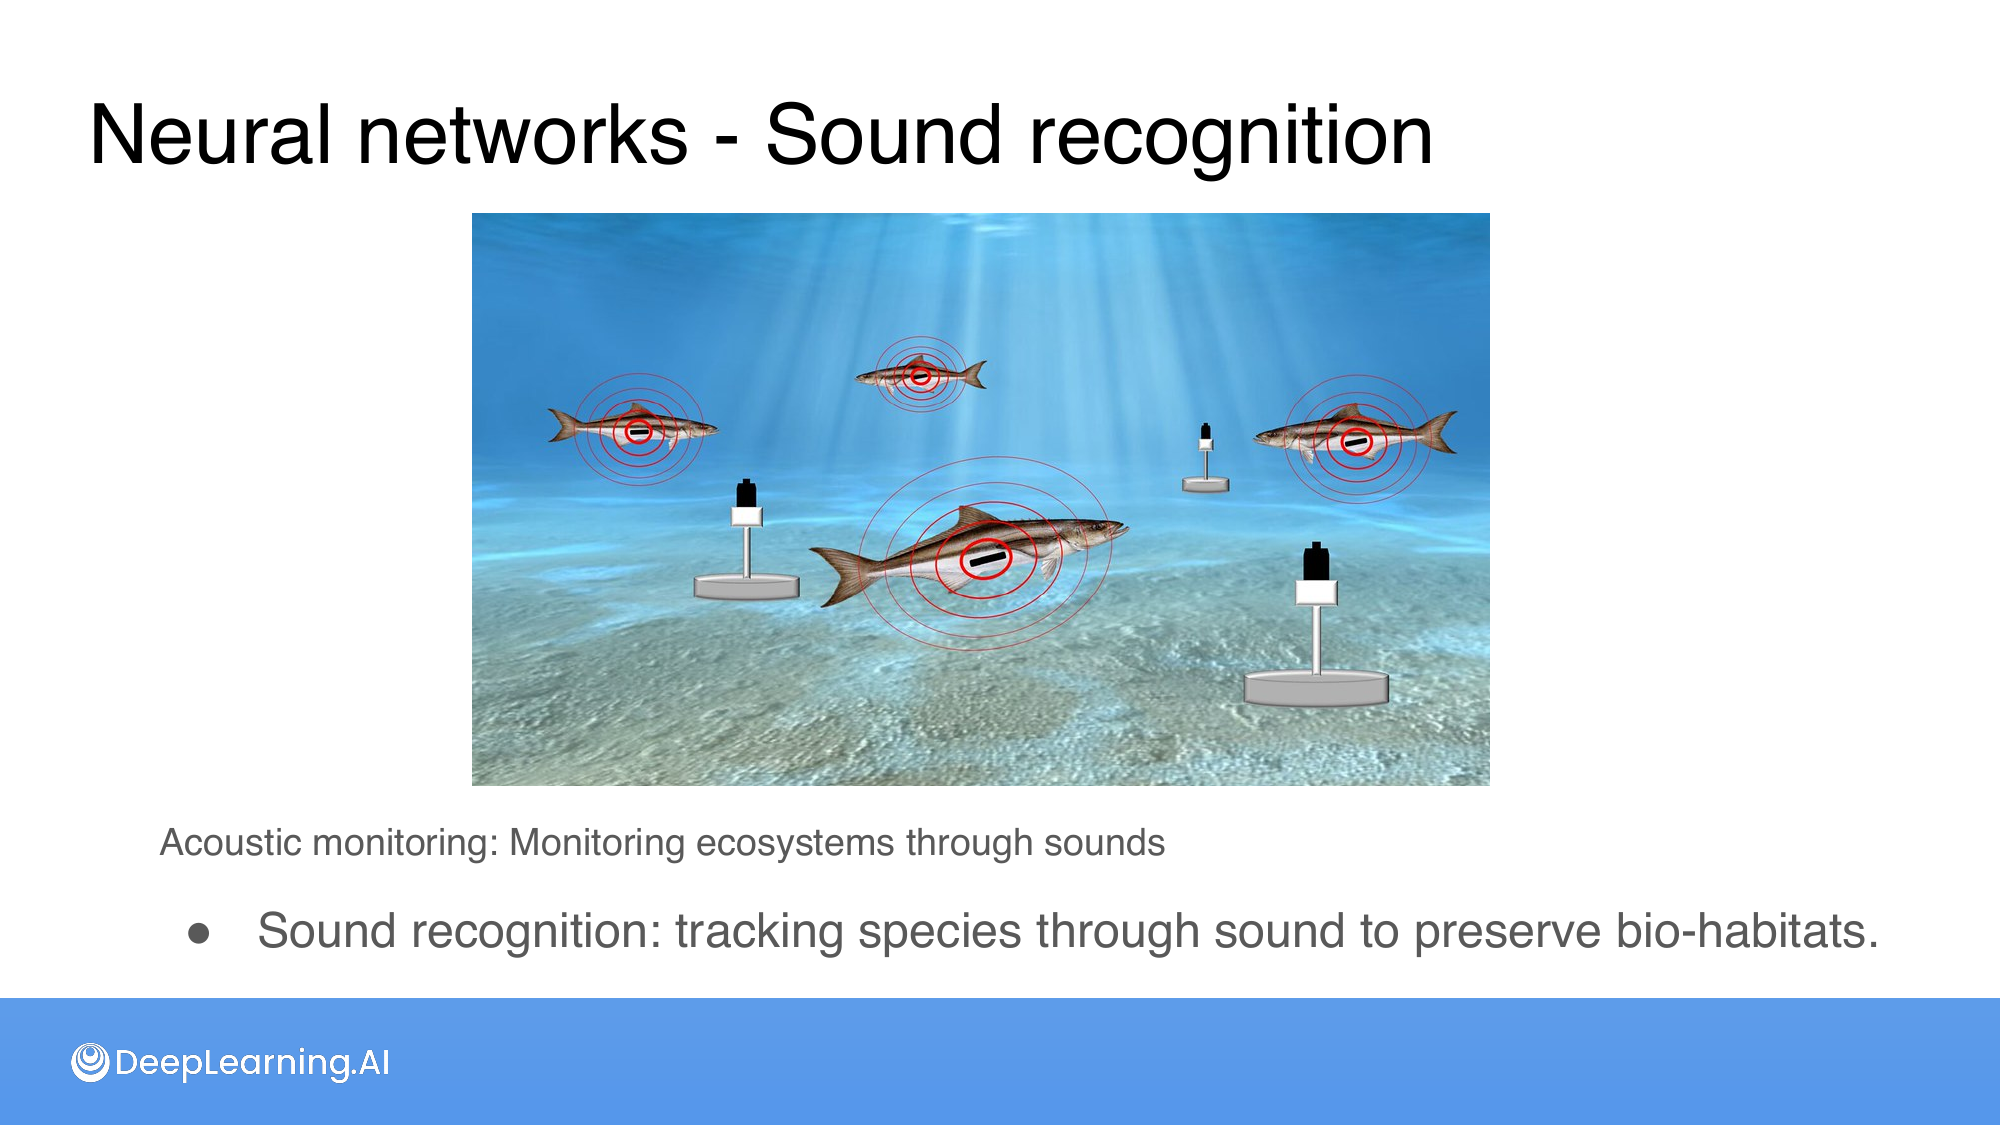 Neural networks - Sound recognition
Acoustic monitoring: Monitoring ecosystems through sounds
● Sound recognition: tracking species through sound to preserve bio-habitats.
DeepLearning.AI